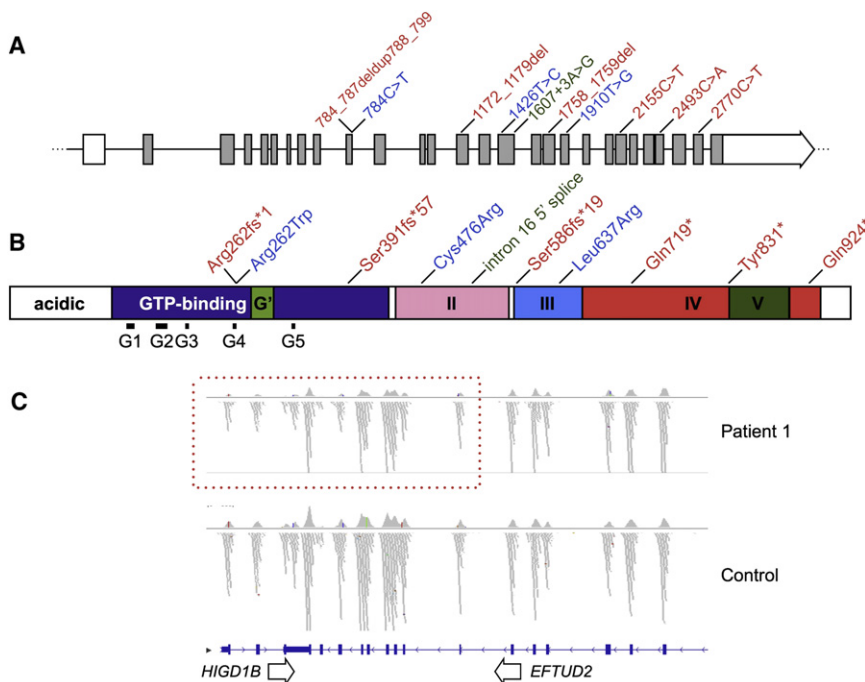 A
784_787deldup788_799
784C>T
1172_1179del
1426T>C
1607+3A>G
1758_1759del
1910T>G
2155C>T
2493C>A
2770C>T
B
Arg262fs*1
Arg262Trp
Ser391fs*57
Cys476Arg
intron 16 5' splice
Ser586fs*19
Leu637Arg
Gln719*
Tyr831*
Gln924*
acidic
GTP-binding
G'
II
III
IV
V
G1 G2 G3 G4 G5
C
Patient 1
Control
HIGD1B
EFTUD2